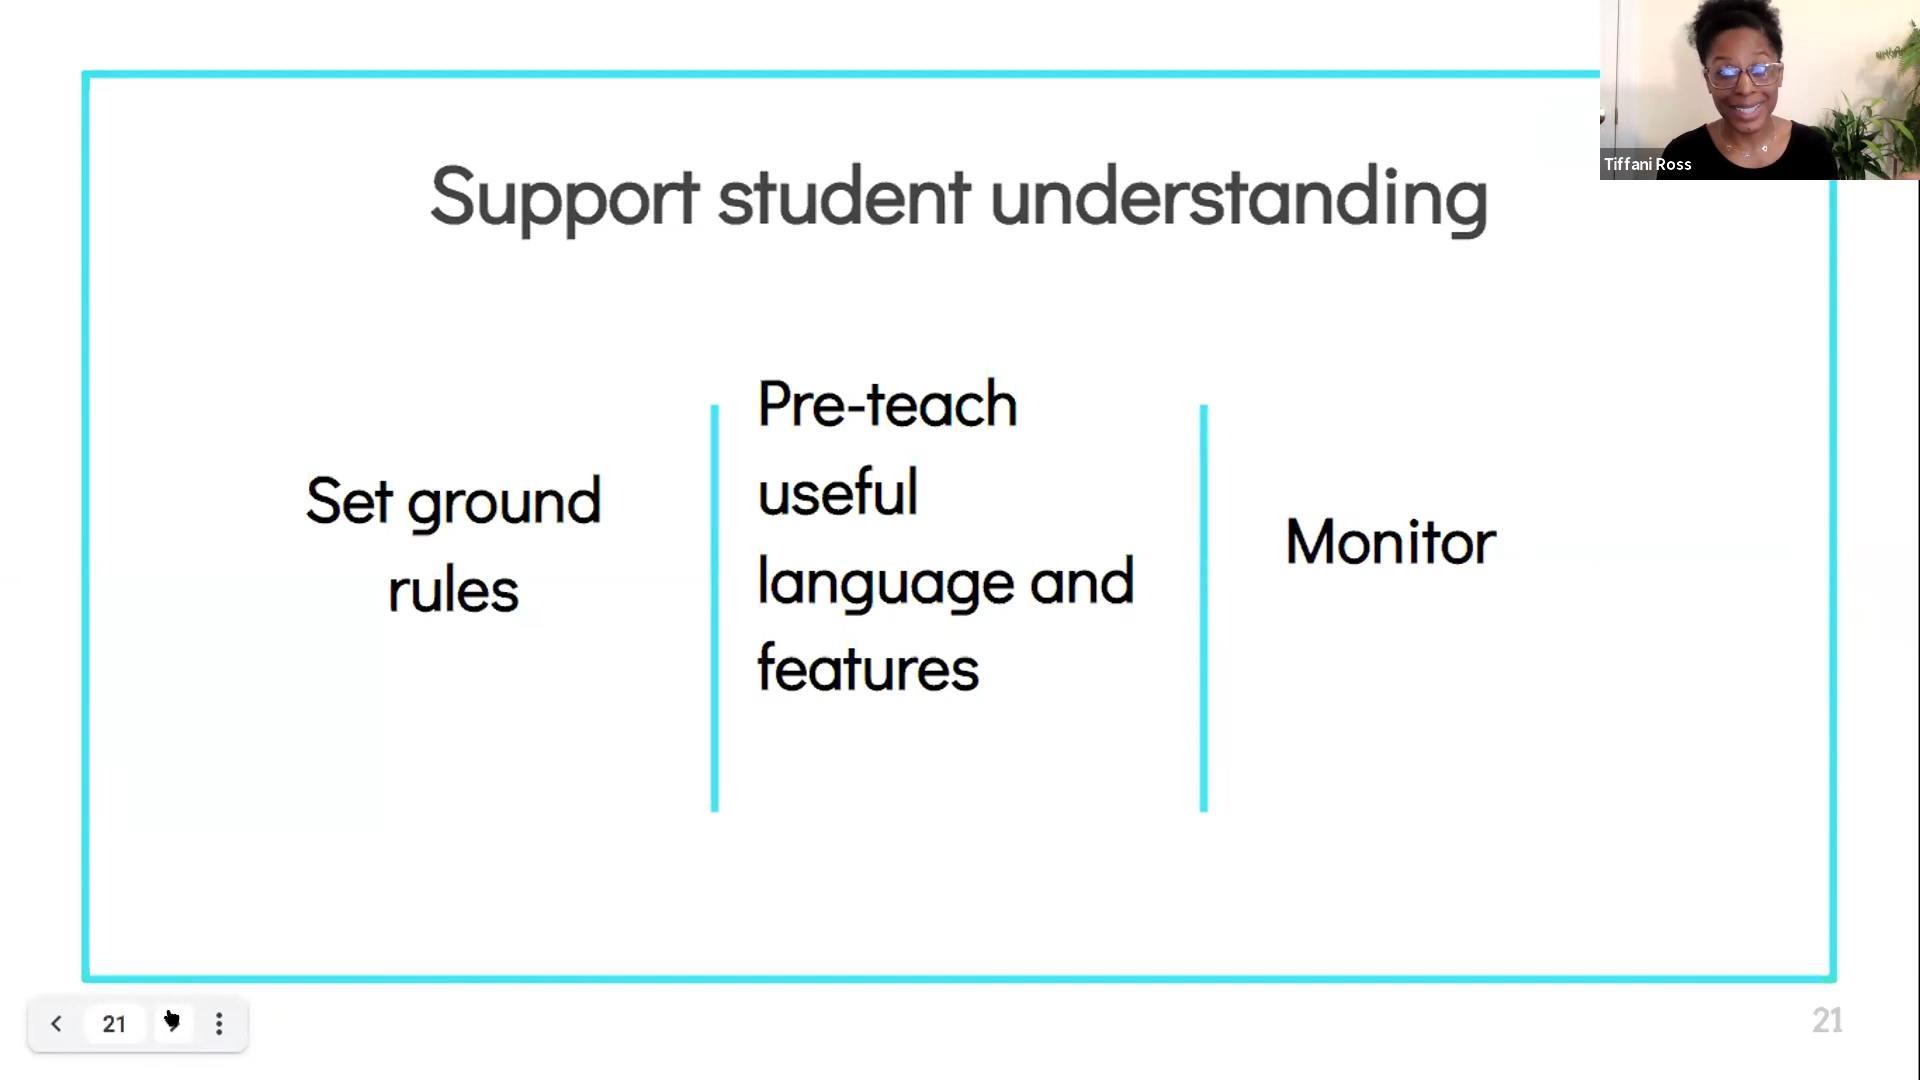 Tiffani Ross
Support student understanding
Set ground
rules
Pre-teach
useful
language and
features
Monitor
21
21